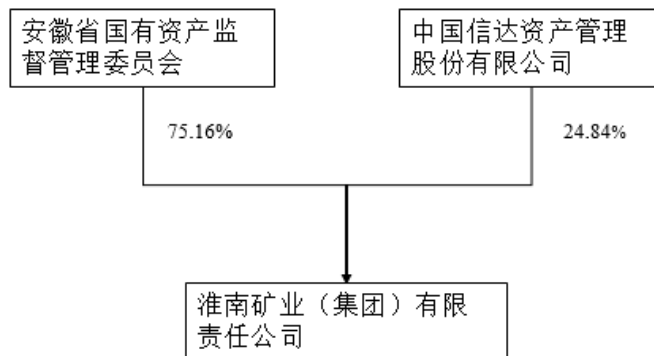 安徽省国有资产监
督管理委员会
中国信达资产管理
股份有限公司
75.16%
24.84%
淮南矿业（集团）有限
责任公司